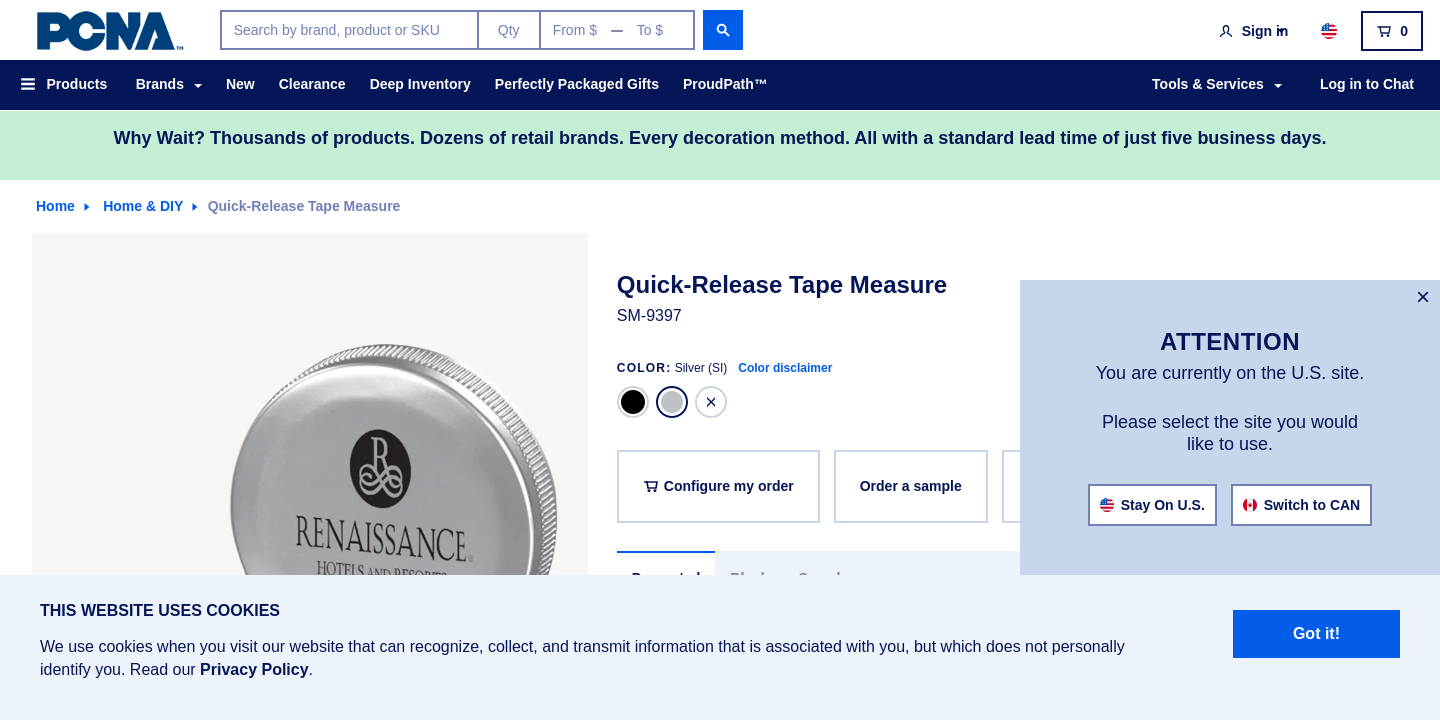 PCNA™
Search by brand, product or SKU
Qty
From $ — To $
Sign in
0
Products
Brands
New
Clearance
Deep Inventory
Perfectly Packaged Gifts
ProudPath™
Tools & Services
Log in to Chat
Why Wait? Thousands of products. Dozens of retail brands. Every decoration method. All with a standard lead time of just five business days.
Home
Home & DIY
Quick-Release Tape Measure
R
RENAISSANCE
HOTELS AND RESORTS
Quick-Release Tape Measure
SM-9397
COLOR: Silver (SI) Color disclaimer
Configure my order
Order a sample
×
ATTENTION
You are currently on the U.S. site.
Please select the site you would
like to use.
Stay On U.S.
Switch to CAN
THIS WEBSITE USES COOKIES
We use cookies when you visit our website that can recognize, collect, and transmit information that is associated with you, but which does not personally
identify you. Read our Privacy Policy.
Got it!